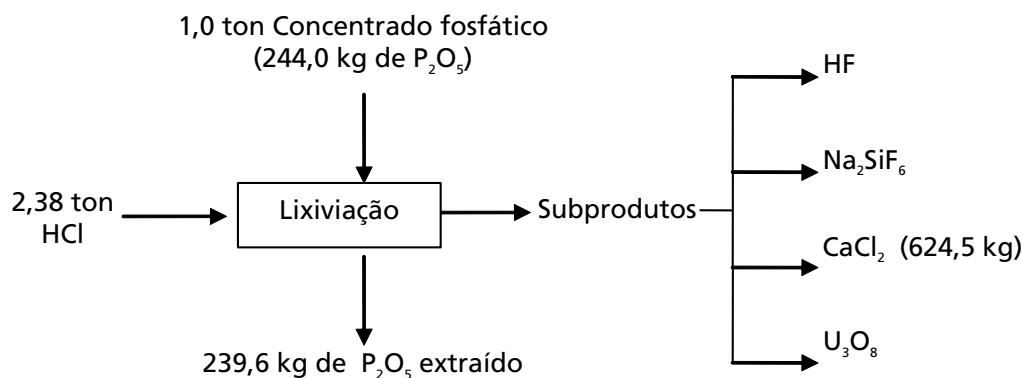 1,0 ton Concentrado fosfático
(244,0 kg de P₂O₅)
HF
Na₂SiF₆
2,38 ton
HCl
Lixiviação
Subprodutos
CaCl₂ (624,5 kg)
U₃O₈
239,6 kg de P₂O₅ extraído